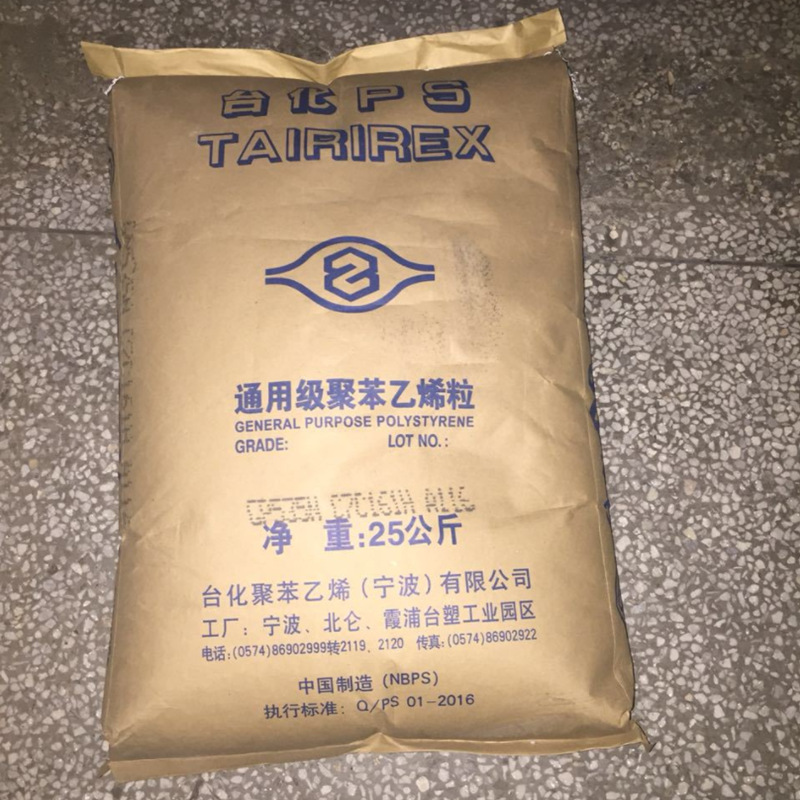 台化PS
TAIRIREX
通用级聚苯乙烯粒
GENERAL PURPOSE POLYSTYRENE
GRADE: LOT NO.:
GP535N C7C161A A115
净 重:25公斤
台化聚苯乙烯(宁波)有限公司
工厂:宁波、北仑、霞浦台塑工业园区
电话:(0574)86902999转2119、2120 传真:(0574)86902922
中国制造(NBPS)
执行标准:Q/PS 01-2016